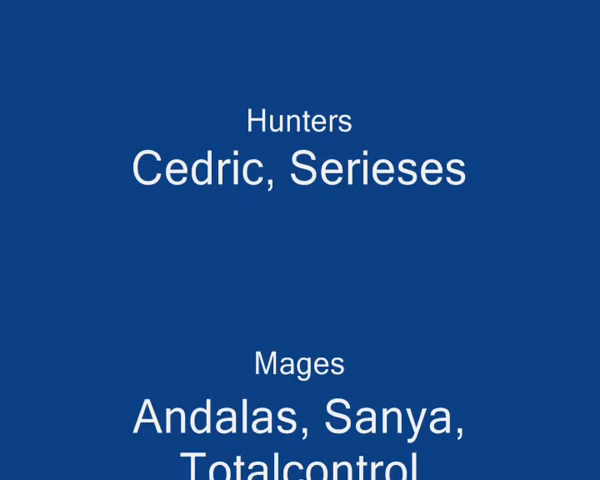 Hunters
Cedric, Serieses
Mages
Andalas, Sanya,
Totalcontrol